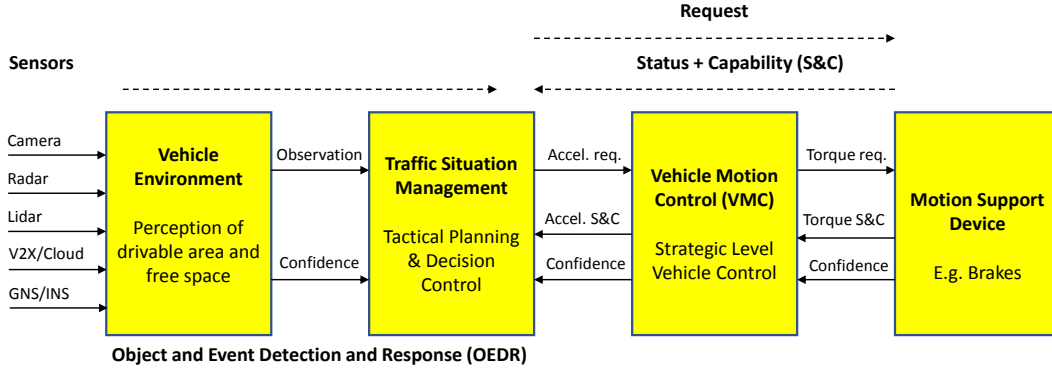 Request
Sensors
Status + Capability (S&C)
Camera
Radar
Lidar
V2X/Cloud
GNS/INS
Vehicle
Environment
Perception of
drivable area and
free space
Observation
Confidence
Traffic Situation
Management
Tactical Planning
& Decision
Control
Accel. req.
Accel. S&C
Confidence
Vehicle Motion
Control (VMC)
Strategic Level
Vehicle Control
Torque req.
Torque S&C
Confidence
Motion Support
Device
E.g. Brakes
Object and Event Detection and Response (OEDR)